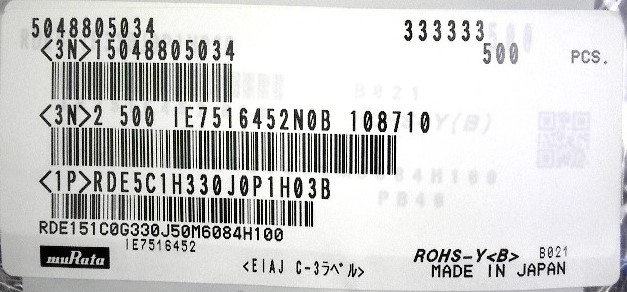 5048805034 333333
<3N>15048805034 500 PCS.
<3N>2 500 IE7516452N0B 108710
<1P>RDE5C1H330J0P1H03B
RDE151C0G330J50M6084H100
IE7516452
muRata <EIAJ C-3ラベル> ROHS-Y<B> B021
MADE IN JAPAN